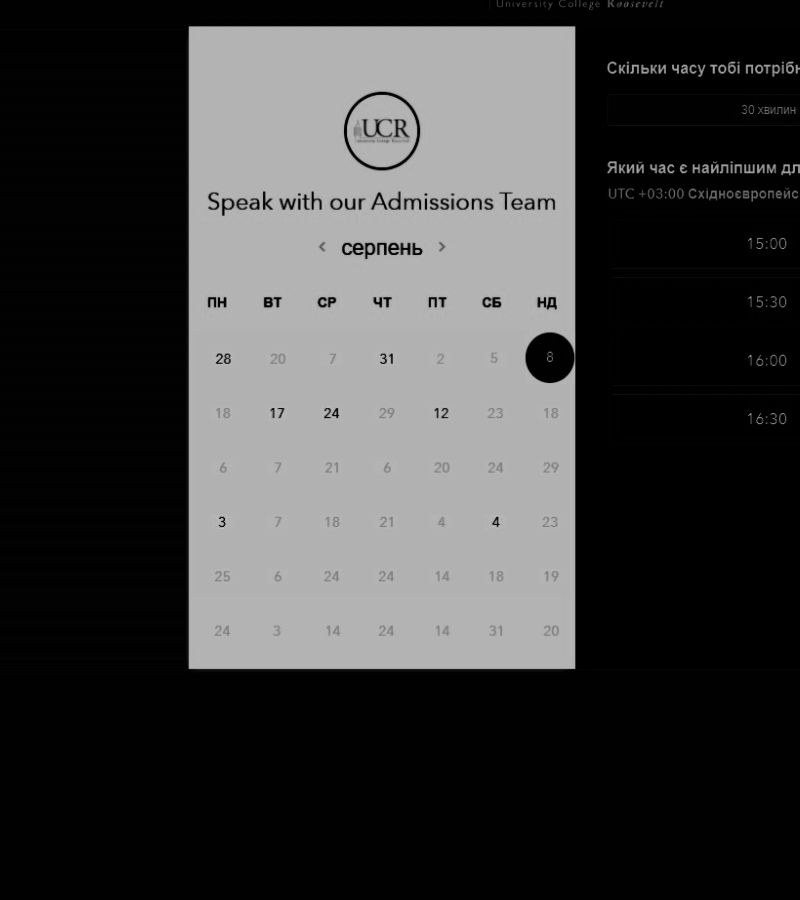 University College Roosevelt
UCR
Speak with our Admissions Team
‹ серпень ›
ПН ВТ СР ЧТ ПТ СБ НД
28 20 7 31 2 5 8
18 17 24 29 12 23 18
6 7 21 6 20 24 29
3 7 18 21 4 4 23
25 6 24 24 14 18 19
24 3 14 24 14 31 20
Скільки часу тобі потрібн
30 хвилин
Який час є найліпшим дл
UTC +03:00 Східноєвропейс
15:00
15:30
16:00
16:30